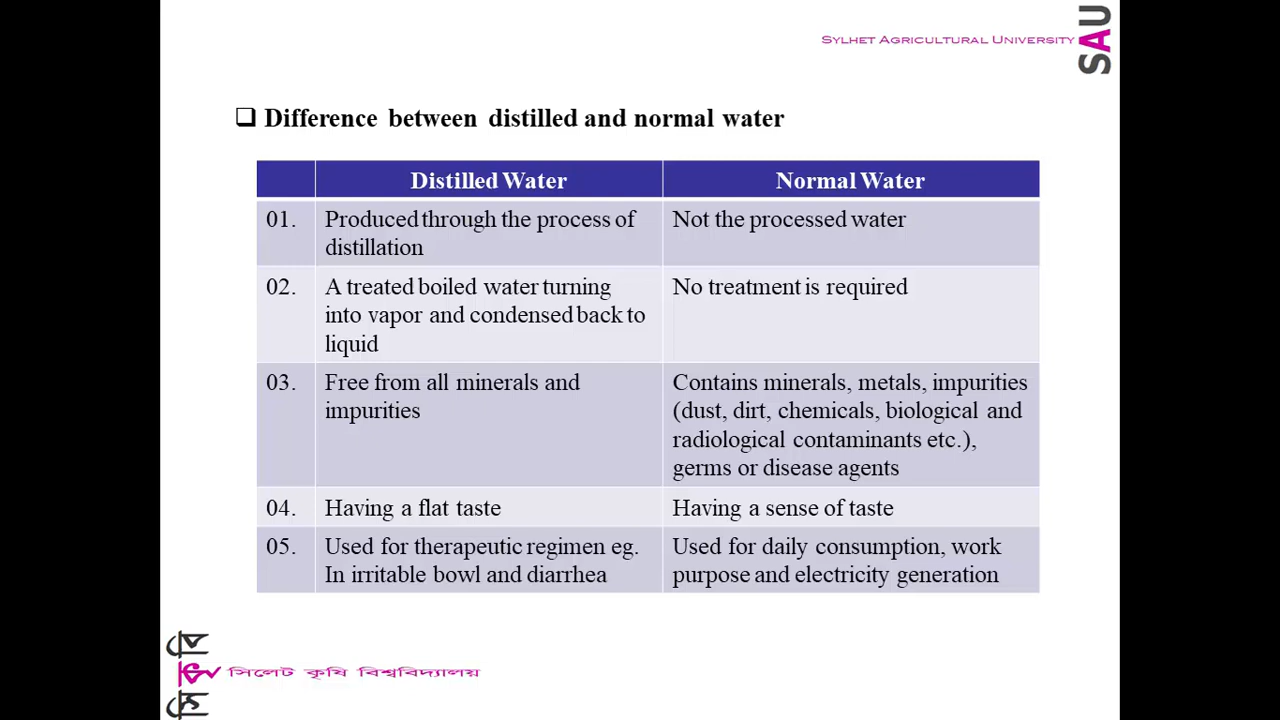 SYLHET AGRICULTURAL UNIVERSITY
SAU
Difference between distilled and normal water
Distilled Water
Normal Water
01.
Produced through the process of
distillation
Not the processed water
02.
A treated boiled water turning
into vapor and condensed back to
liquid
No treatment is required
03.
Free from all minerals and
impurities
Contains minerals, metals, impurities
(dust, dirt, chemicals, biological and
radiological contaminants etc.),
germs or disease agents
04.
Having a flat taste
Having a sense of taste
05.
Used for therapeutic regimen eg.
In irritable bowl and diarrhea
Used for daily consumption, work
purpose and electricity generation
সিকৃবি
সিলেট কৃষি বিশ্ববিদ্যালয়